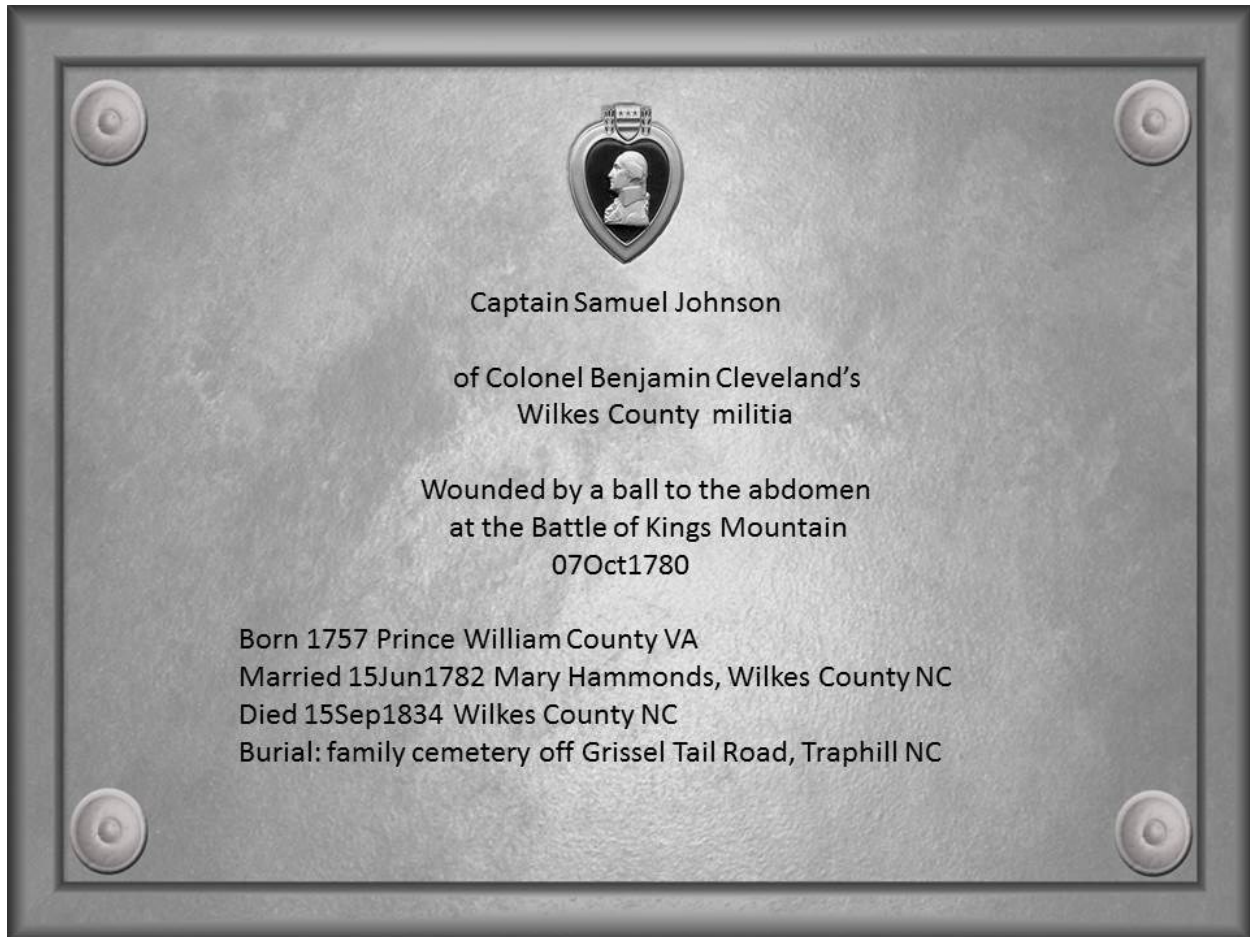 Captain Samuel Johnson
of Colonel Benjamin Cleveland's
Wilkes County militia
Wounded by a ball to the abdomen
at the Battle of Kings Mountain
07Oct1780
Born 1757 Prince William County VA
Married 15Jun1782 Mary Hammonds, Wilkes County NC
Died 15Sep1834 Wilkes County NC
Burial: family cemetery off Grissel Tail Road, Traphill NC